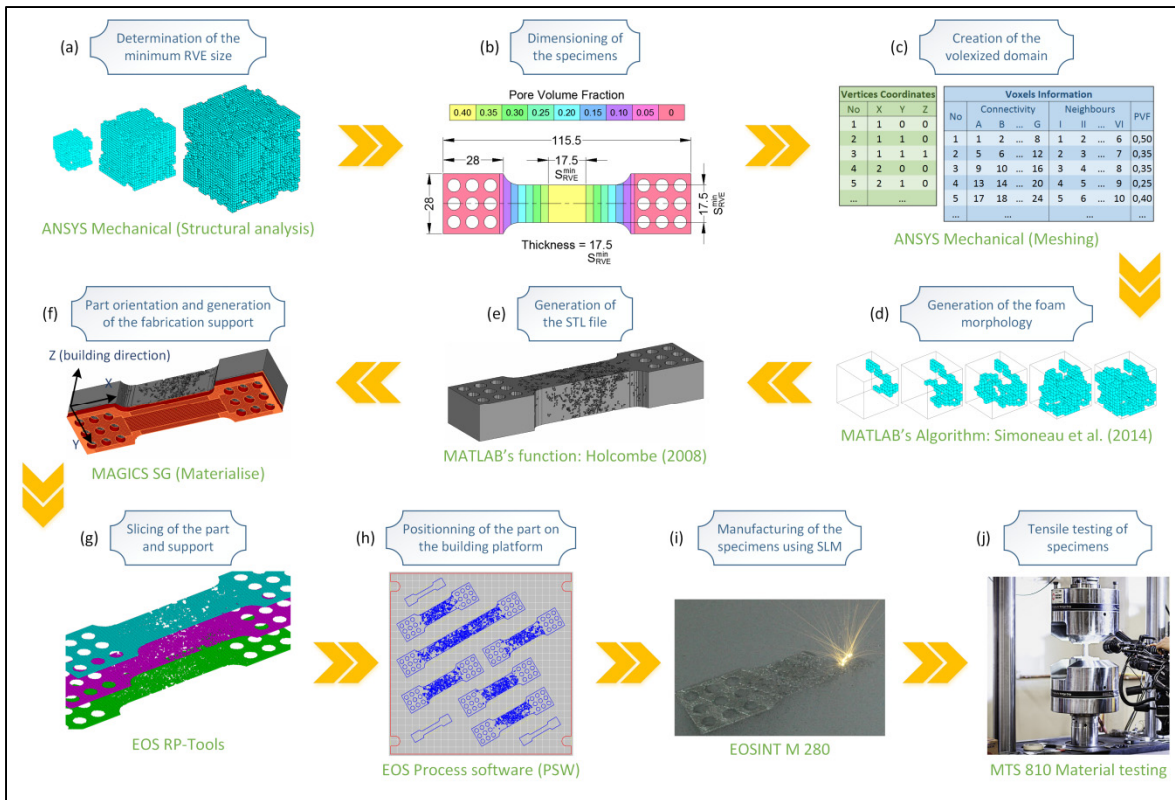 (a)
Determination of the
minimum RVE size
ANSYS Mechanical (Structural analysis)
(b)
Dimensioning of
the specimens
Pore Volume Fraction
0.40 0.35 0.30 0.25 0.20 0.15 0.10 0.05 0
115.5
28 17.5
S_RVE^min
28
17.5
S_RVE^min
Thickness = 17.5
S_RVE^min
(c)
Creation of the
volexized domain
Vertices Coordinates
No X Y Z
1 1 0 0
2 1 1 0
3 1 1 1
4 2 0 0
5 2 1 0
... ...
Voxels Information
No Connectivity Neighbours PVF
A B ... G I II ... VI
1 1 2 ... 8 1 2 ... 6 0,50
2 5 6 ... 12 2 3 ... 7 0,35
3 9 10 ... 16 3 4 ... 8 0,35
4 13 14 ... 20 4 5 ... 9 0,25
5 17 18 ... 24 5 6 ... 10 0,40
... ... ... ...
ANSYS Mechanical (Meshing)
(d)
Generation of the foam
morphology
MATLAB's Algorithm: Simoneau et al. (2014)
(e)
Generation of
the STL file
MATLAB's function: Holcombe (2008)
(f)
Part orientation and generation
of the fabrication support
Z (building direction)
X
Y
MAGICS SG (Materialise)
(g)
Slicing of the part
and support
EOS RP-Tools
(h)
Positionning of the part on
the building platform
EOS Process software (PSW)
(i)
Manufacturing of the
specimens using SLM
EOSINT M 280
(j)
Tensile testing of
specimens
MTS 810 Material testing